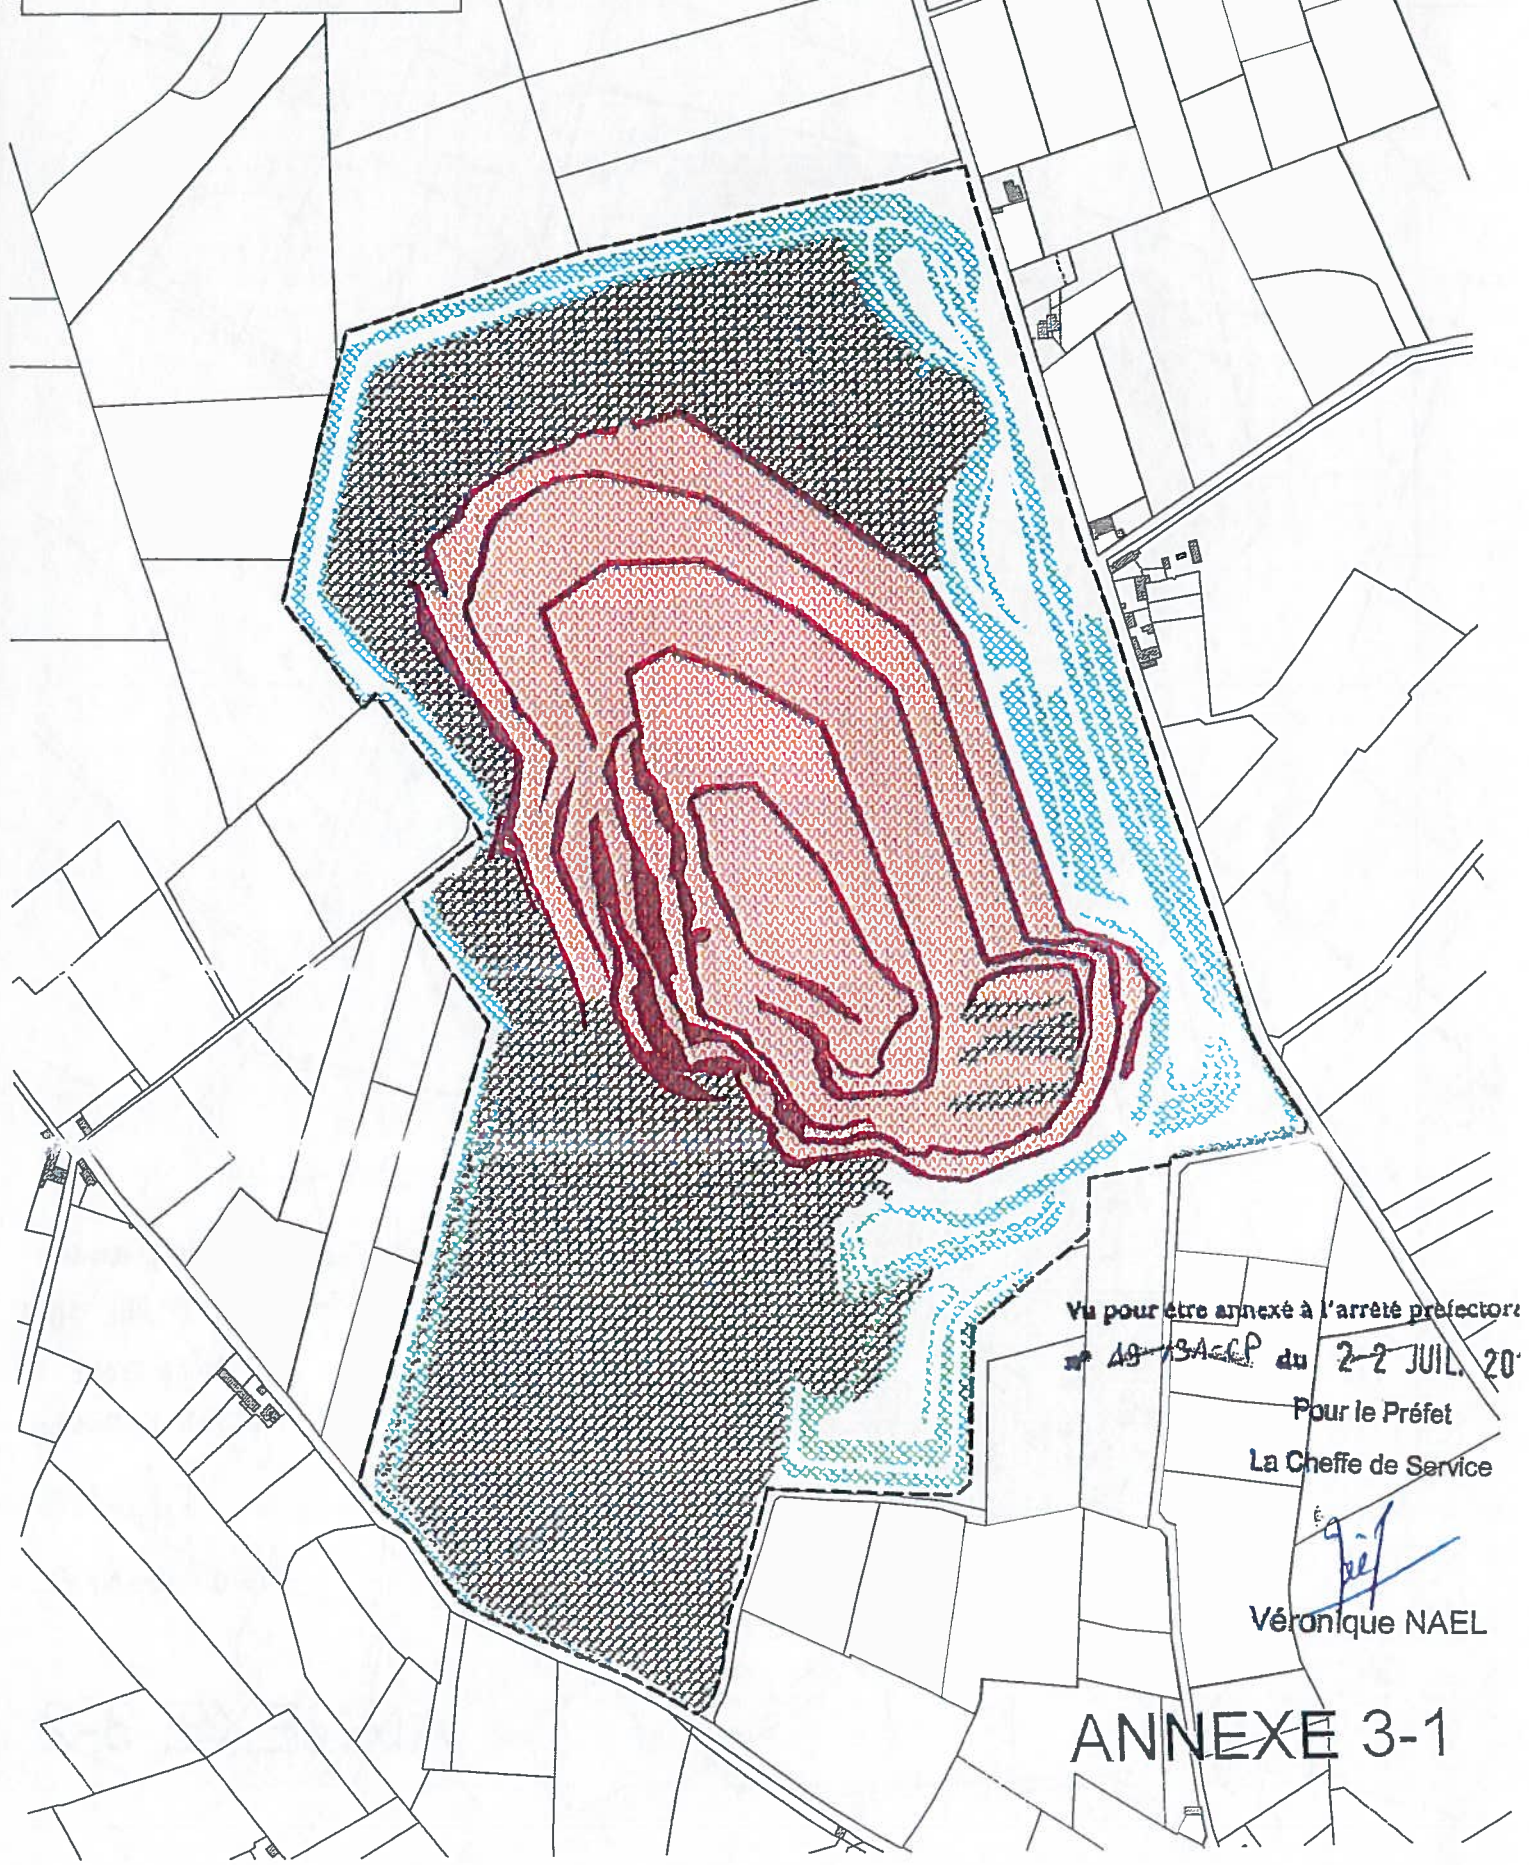 Vu pour être annexé à l'arrêté préfectora
n° du 2-2 JUIL. 20
Pour le Préfet
La Cheffe de Service
Véronique NAEL
ANNEXE 3-1